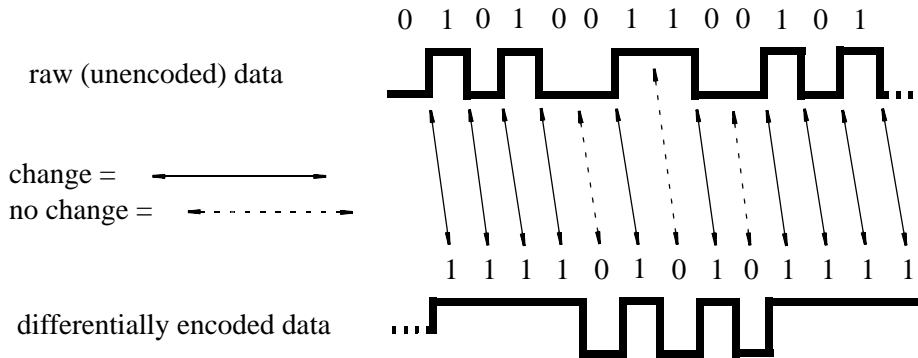 0 1 0 1 0 0 1 1 0 0 1 0 1
raw (unencoded) data
change =
no change =
1 1 1 1 0 1 0 1 0 1 1 1 1
differentially encoded data